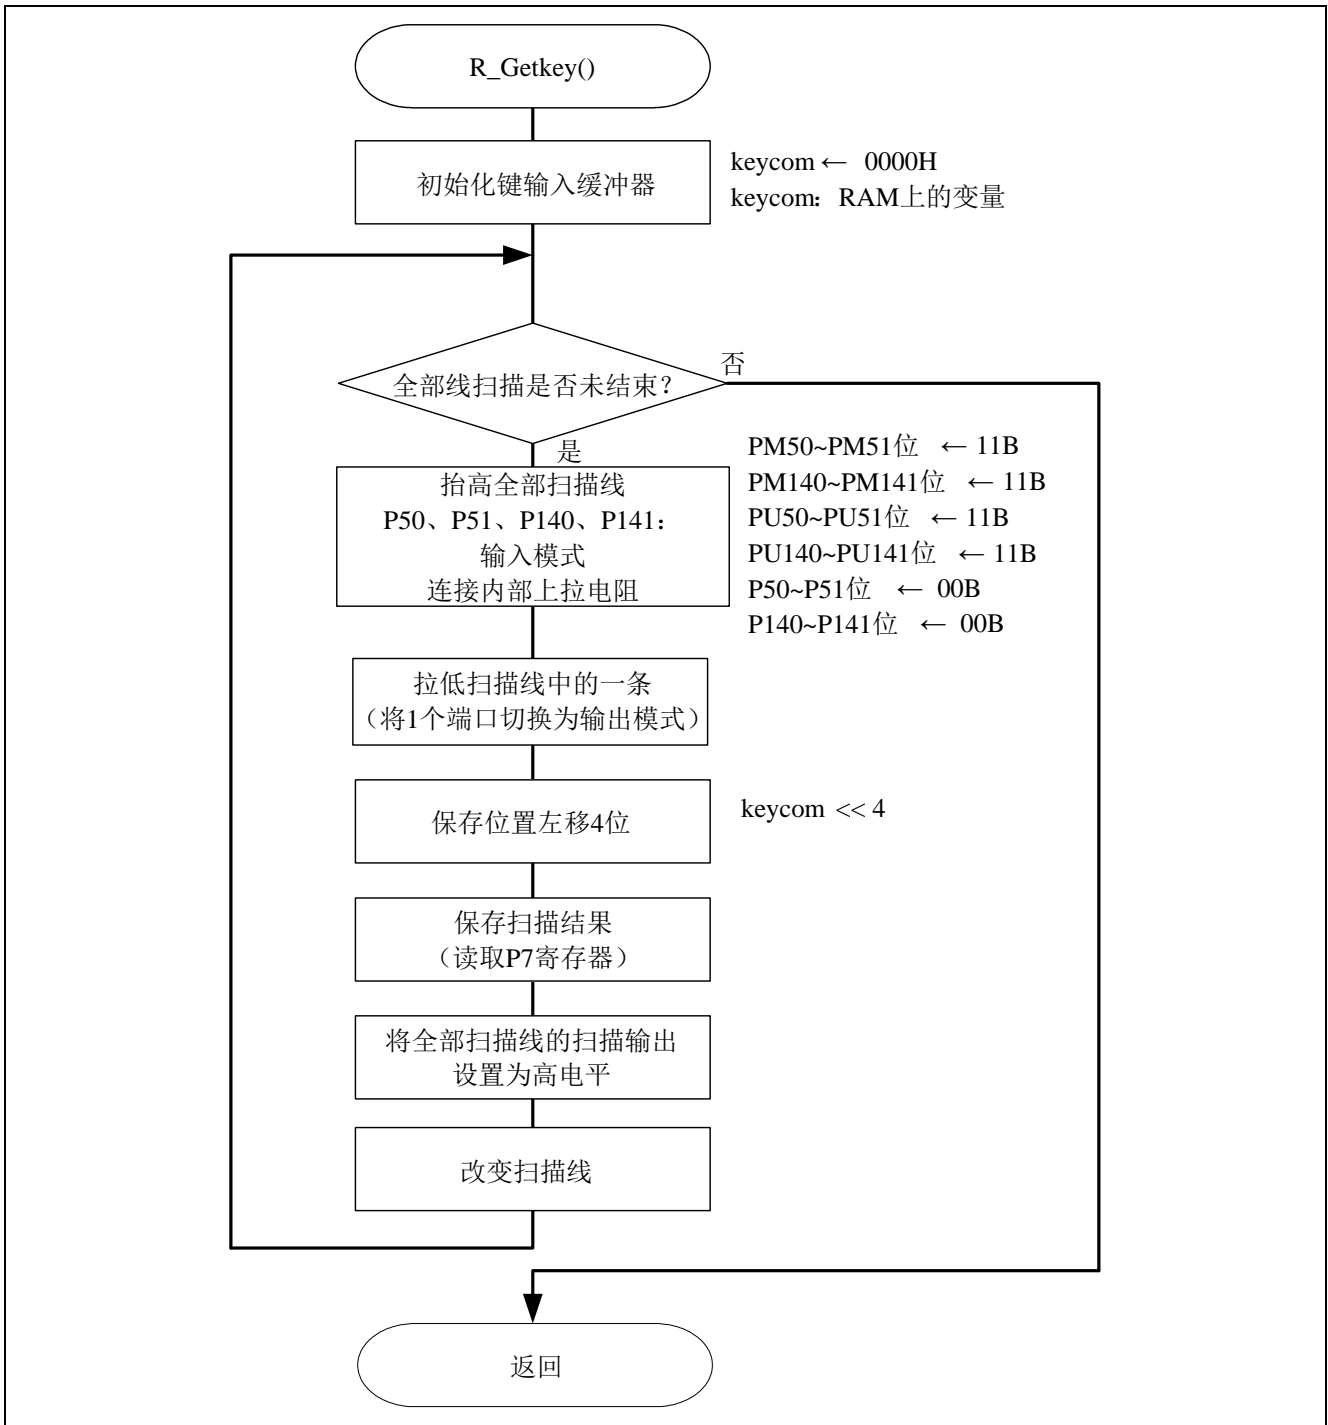 R_Getkey()
初始化键输入缓冲器
keycom ← 0000H
keycom：RAM上的变量
全部线扫描是否未结束？
否
是
抬高全部扫描线
P50、P51、P140、P141：
输入模式
连接内部上拉电阻
PM50~PM51位 ← 11B
PM140~PM141位 ← 11B
PU50~PU51位 ← 11B
PU140~PU141位 ← 11B
P50~P51位 ← 00B
P140~P141位 ← 00B
拉低扫描线中的一条
（将1个端口切换为输出模式）
保存位置左移4位
keycom << 4
保存扫描结果
（读取P7寄存器）
将全部扫描线的扫描输出
设置为高电平
改变扫描线
返回